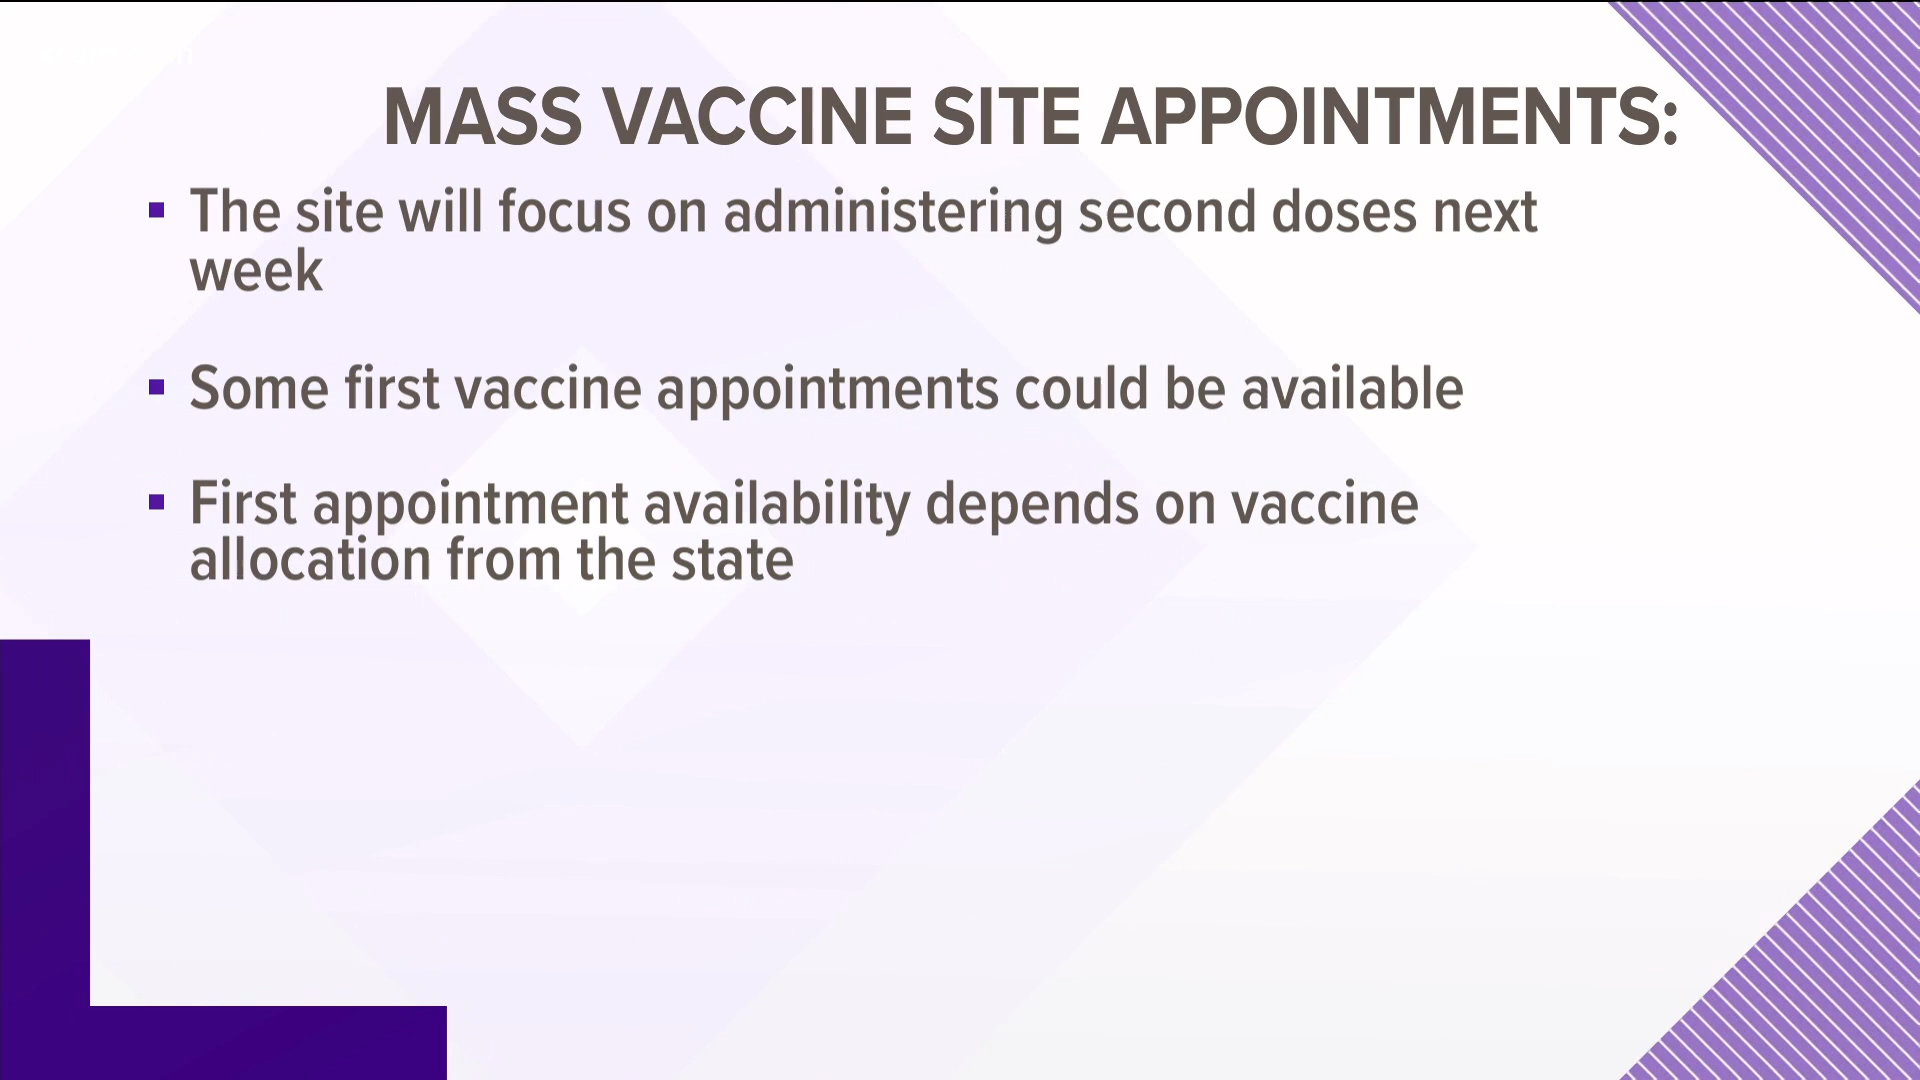 MASS VACCINE SITE APPOINTMENTS:
▪ The site will focus on administering second doses next
week
▪ Some first vaccine appointments could be available
▪ First appointment availability depends on vaccine
allocation from the state